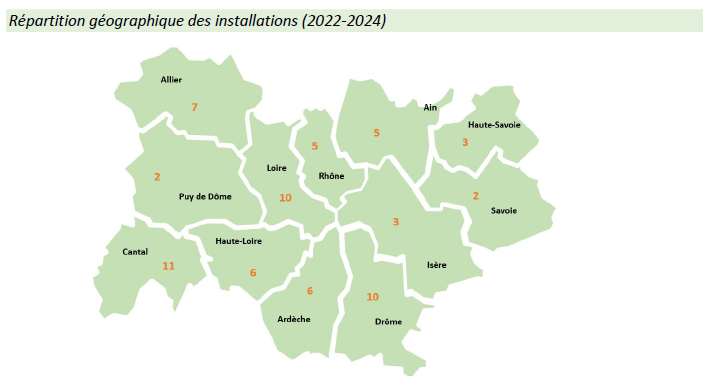 Répartition géographique des installations (2022-2024)
Allier
7
Ain
5
Haute-Savoie
3
5
Rhône
Loire
10
2
Puy de Dôme
2
Savoie
3
Isère
Haute-Loire
6
Cantal
11
6
Ardèche
10
Drôme